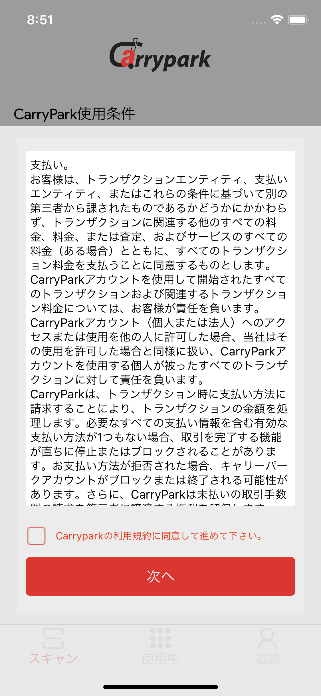 8:51
Carrypark
CarryPark使用条件
支払い。
お客様は、トランザクションエンティティ、支払い
エンティティ、またはこれらの条件に基づいて別の
第三者から課されたものであるかどうかにかかわら
ず、トランザクションに関連する他のすべての料
金、料金、または査定、およびサービスのすべての
料金（ある場合）とともに、すべてのトランザクシ
ョン料金を支払うことに同意するものとします。
CarryParkアカウントを使用して開始されたすべて
のトランザクションおよび関連するトランザクショ
ン料金については、お客様が責任を負います。
CarryParkアカウント（個人または法人）へのアク
セスまたは使用を他の人に許可した場合、当社はそ
の使用を許可した場合と同様に扱い、CarryParkア
カウントを使用する個人が被ったすべてのトランザ
クションに対して責任を負います。
CarryParkは、トランザクション時に支払い方法に
請求することにより、トランザクションの金額を処
理します。必要なすべての支払い情報を含む有効な
支払い方法が1つもない場合、取引を完了する機能
が直ちに停止またはブロックされることがありま
す。お支払い方法が拒否された場合、キャリーパー
クアカウントがブロックまたは終了される可能性が
あります。さらに、CarryParkは未払いの取引手数
Carryparkの利用規約に同意して進めて下さい。
次へ
スキャン
使用中
追加